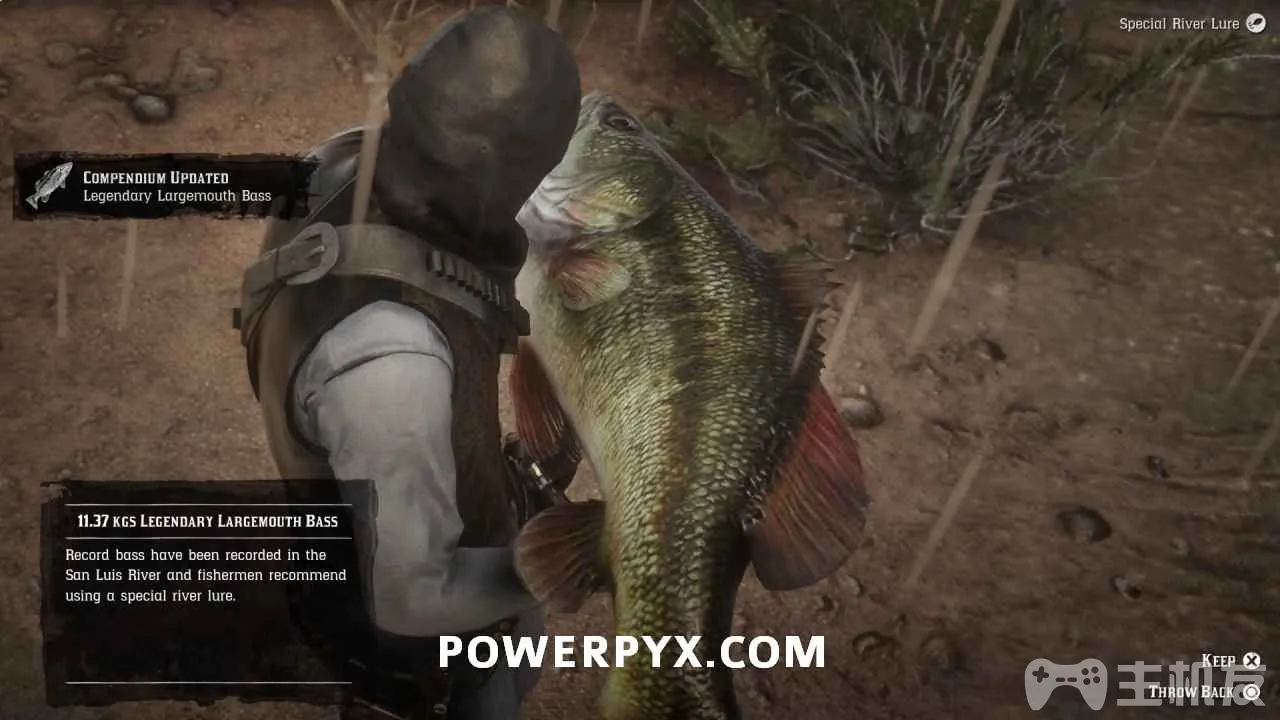 Special River Lure
Compendium Updated
Legendary Largemouth Bass
11.37 kgs Legendary Largemouth Bass
Record bass have been recorded in the
San Luis River and fishermen recommend
using a special river lure.
POWERPYX.COM
Keep
Throw Back
主机友